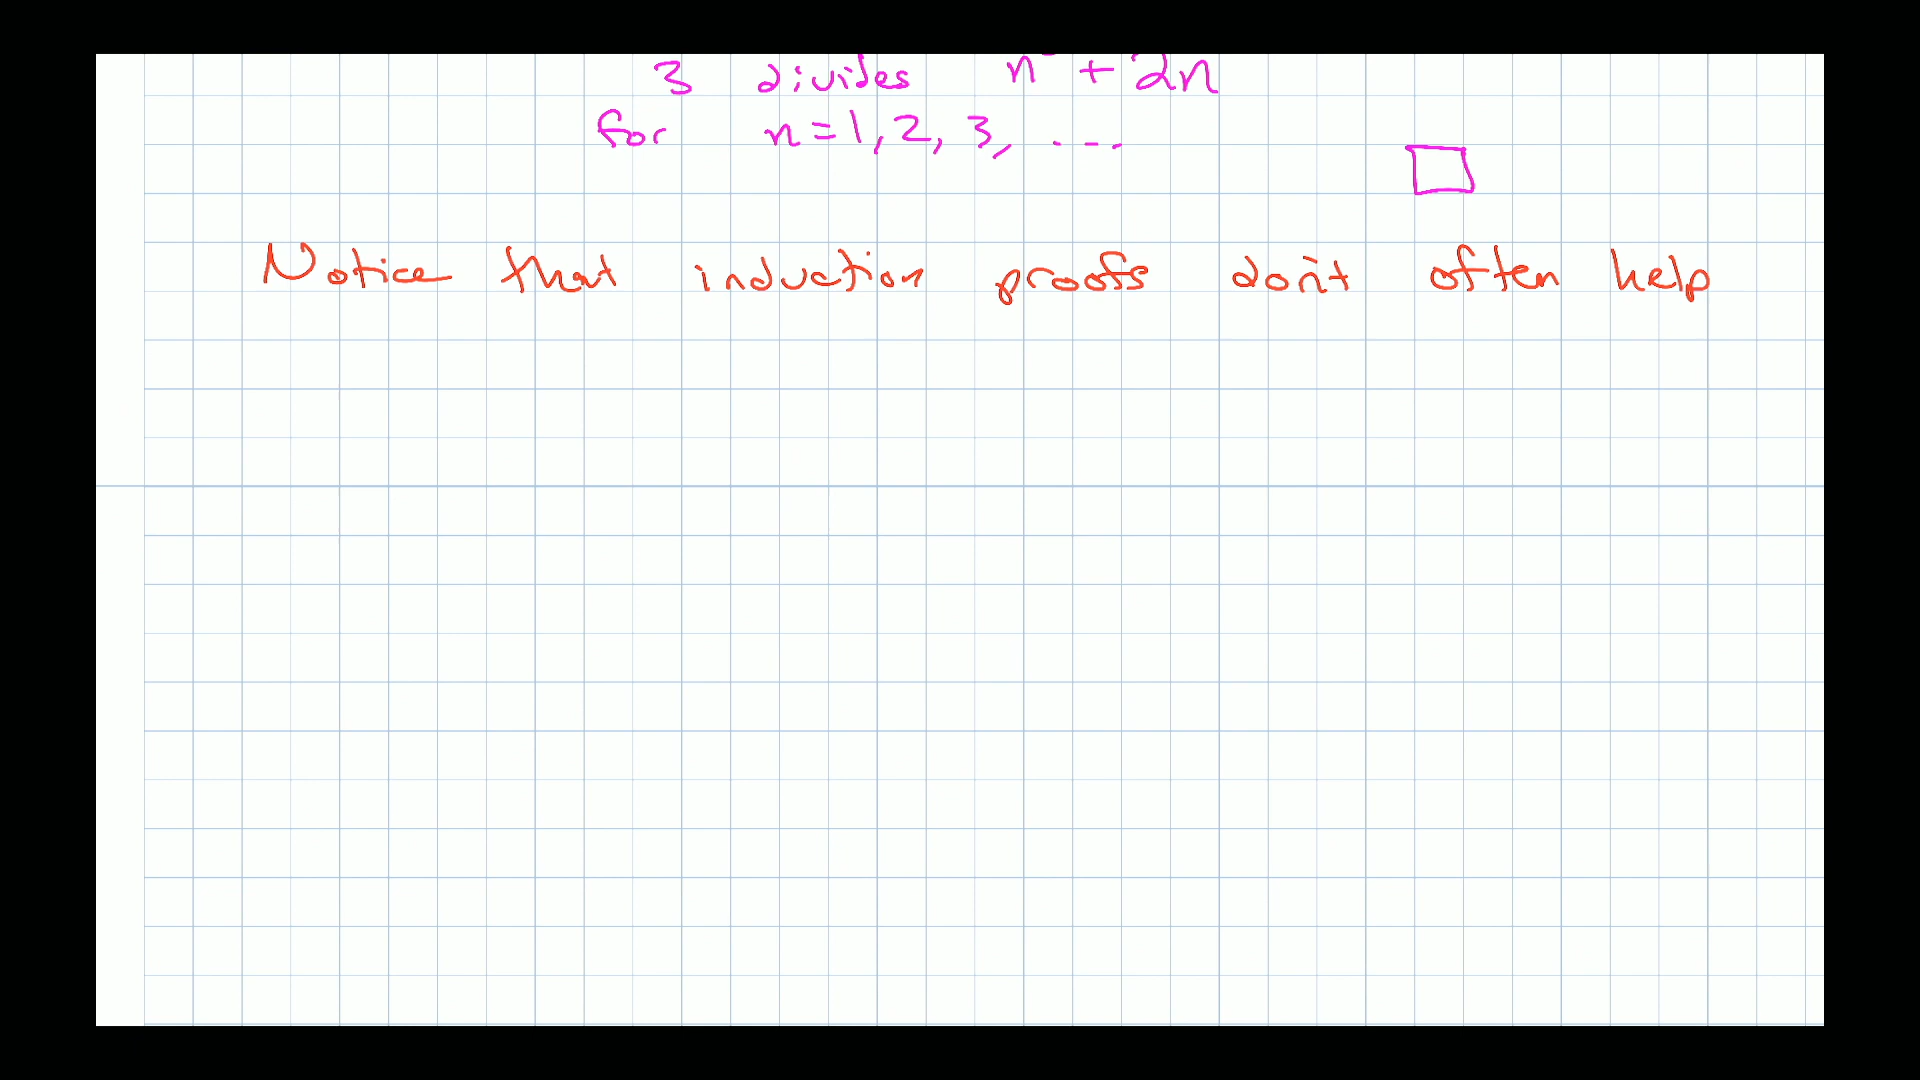 3 divides n + 2n
for n=1,2,3, ...
Notice that induction proofs don't often help